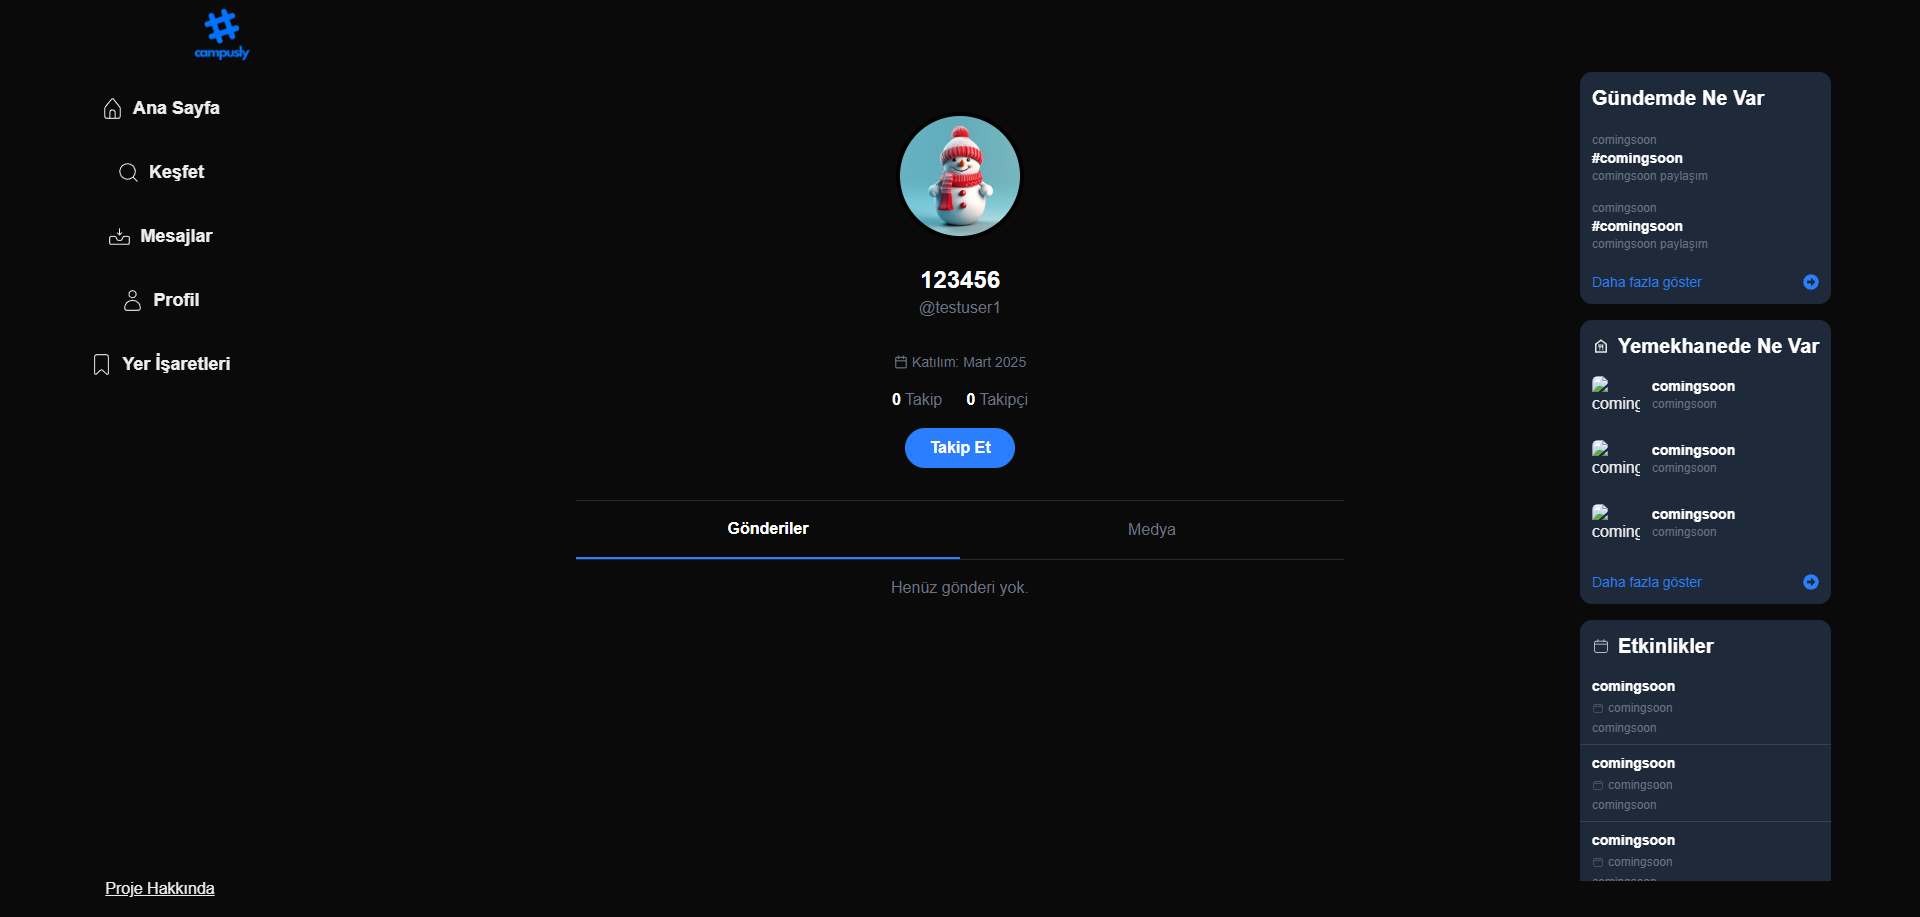 campusly
Ana Sayfa
Keşfet
Mesajlar
Profil
Yer İşaretleri
Proje Hakkında
123456
@testuser1
Katılım: Mart 2025
0 Takip 0 Takipçi
Takip Et
Gönderiler Medya
Henüz gönderi yok.
Gündemde Ne Var
comingsoon
#comingsoon
comingsoon paylaşım
comingsoon
#comingsoon
comingsoon paylaşım
Daha fazla göster
Yemekhanede Ne Var
coming
comingsoon
comingsoon
coming
comingsoon
comingsoon
coming
comingsoon
comingsoon
Daha fazla göster
Etkinlikler
comingsoon
comingsoon
comingsoon
comingsoon
comingsoon
comingsoon
comingsoon
comingsoon
comingsoon